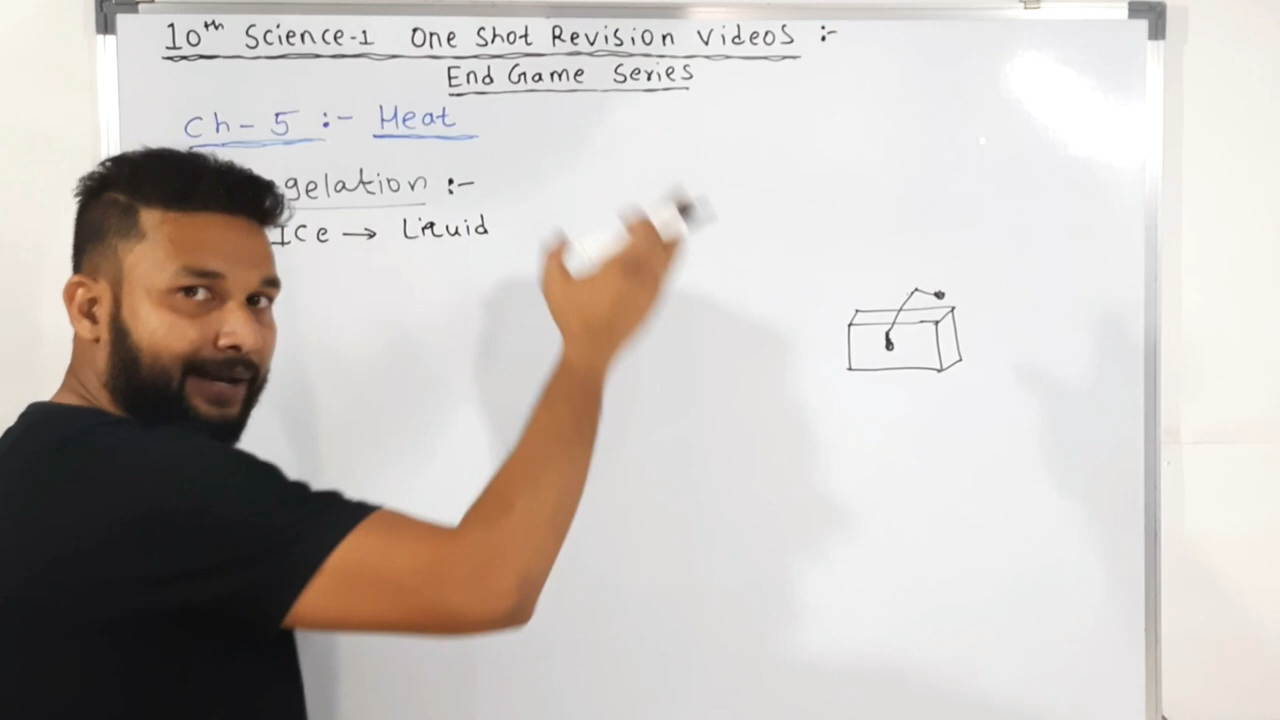 10th Science-1 One Shot Revision Videos :-
End Game Series
Ch-5 :- Heat
gelation :-
Ice → Liquid